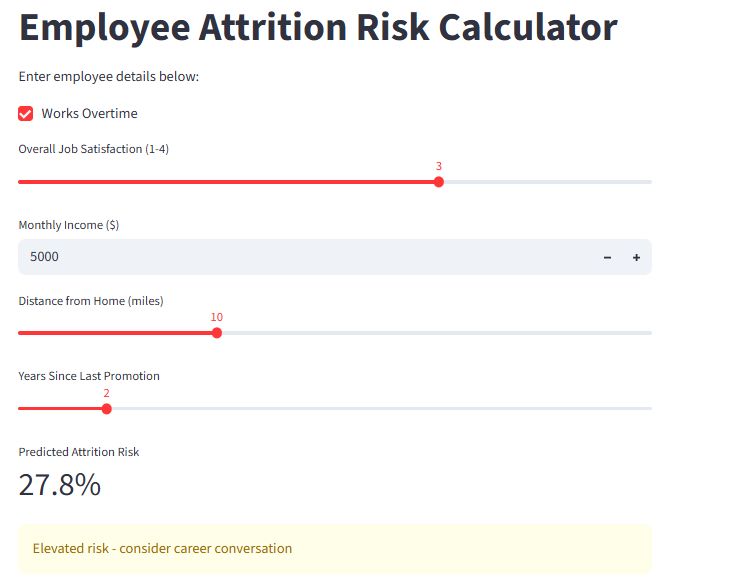 Employee Attrition Risk Calculator
Enter employee details below:
Works Overtime
Overall Job Satisfaction (1-4)
3
Monthly Income ($)
5000
Distance from Home (miles)
10
Years Since Last Promotion
2
Predicted Attrition Risk
27.8%
Elevated risk - consider career conversation